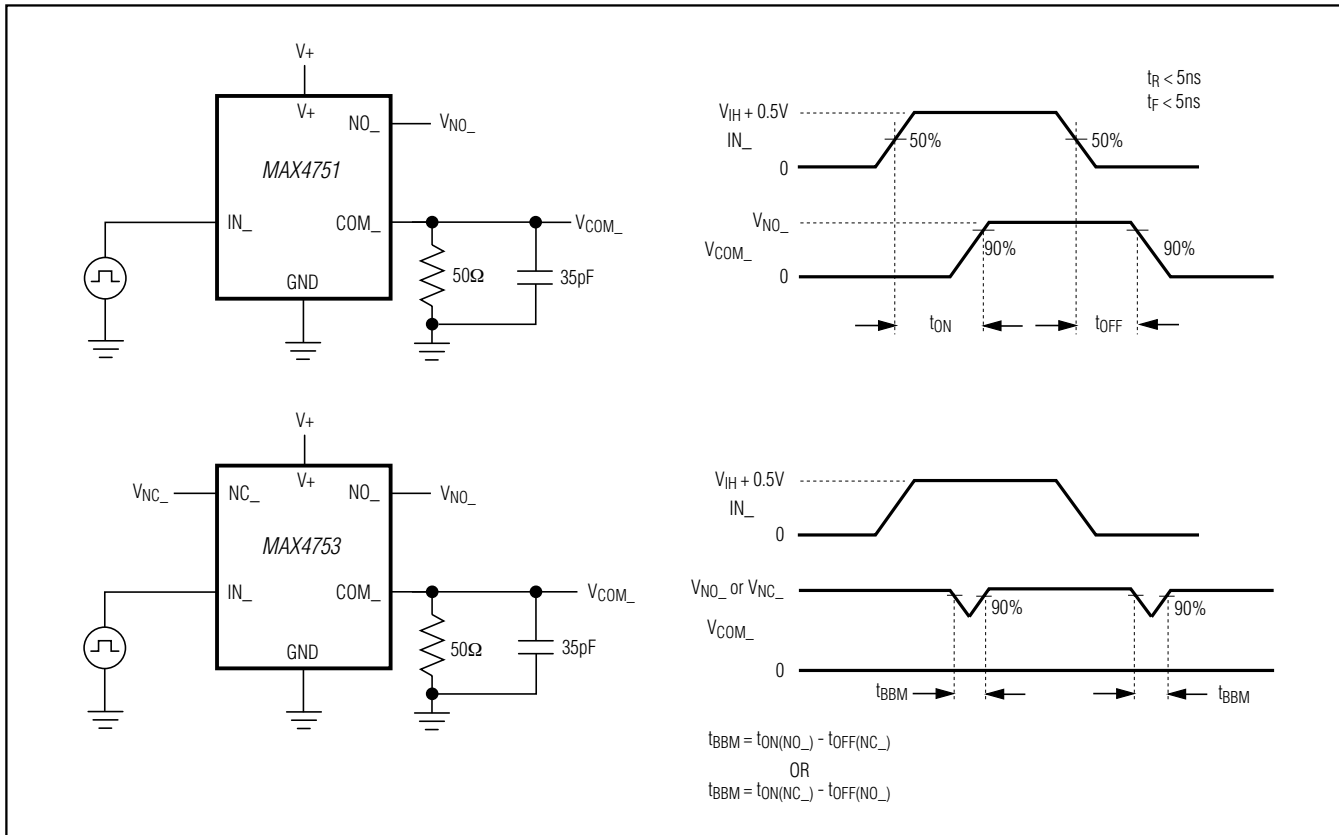 V+
V+
NO_
V_NO_
MAX4751
IN_
COM_
V_COM_
50Ω
35pF
GND
t_R < 5ns
t_F < 5ns
V_IH + 0.5V
IN_
0
50%
50%
V_NO_
V_COM_
0
90%
90%
t_ON
t_OFF
V+
V+
V_NC_
NC_
NO_
V_NO_
MAX4753
IN_
COM_
V_COM_
50Ω
35pF
GND
V_IH + 0.5V
IN_
0
V_NO_ or V_NC_
V_COM_
0
90%
90%
t_BBM
t_BBM
t_BBM = t_ON(NO_) - t_OFF(NC_)
OR
t_BBM = t_ON(NC_) - t_OFF(NO_)